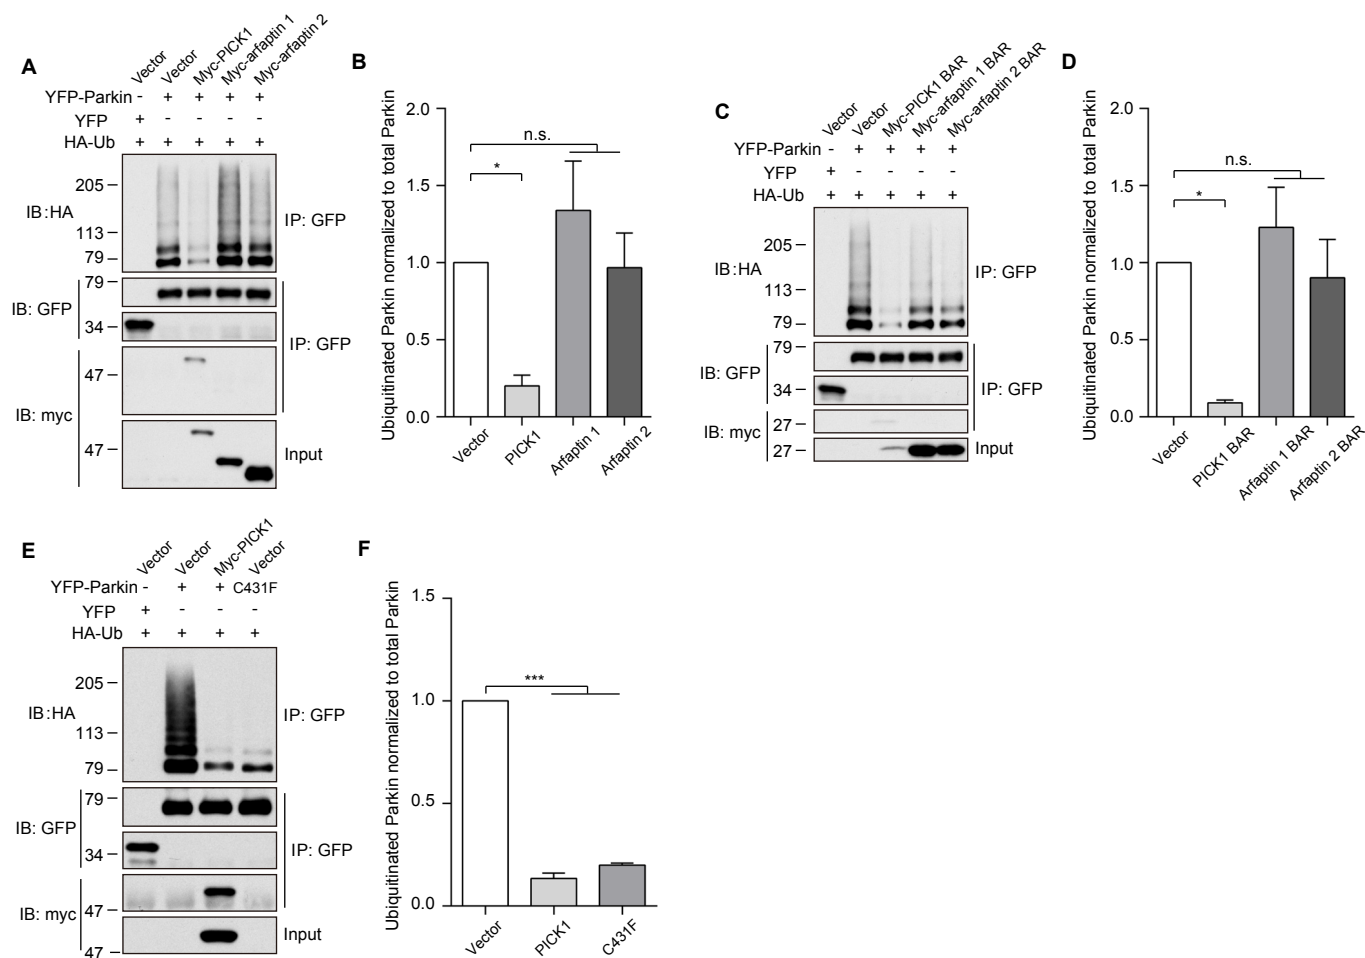 A
Vector
Vector
Myc-PICK1
Myc-arfaptin 1
Myc-arfaptin 2
YFP-Parkin - + + + +
YFP + - - - -
HA-Ub + + + + +
IB:HA
205
113
79
IP: GFP
IB: GFP
79
34
IP: GFP
IB: myc
47
47
Input
B
Ubiquitinated Parkin normalized to total Parkin
2.0
1.5
1.0
0.5
0.0
n.s.
*
Vector
PICK1
Arfaptin 1
Arfaptin 2
C
Vector
Vector
Myc-PICK1 BAR
Myc-arfaptin 1 BAR
Myc-arfaptin 2 BAR
YFP-Parkin - + + + +
YFP + - - - -
HA-Ub + + + + +
IB:HA
205
113
79
IP: GFP
IB: GFP
79
34
IP: GFP
IB: myc
27
27
Input
D
Ubiquitinated Parkin normalized to total Parkin
2.0
1.5
1.0
0.5
0.0
n.s.
*
Vector
PICK1 BAR
Arfaptin 1 BAR
Arfaptin 2 BAR
E
Vector
Vector
Myc-PICK1
Vector
YFP-Parkin - + + C431F
YFP + - - -
HA-Ub + + + +
IB:HA
205
113
79
IP: GFP
IB: GFP
79
34
IP: GFP
IB: myc
47
47
Input
F
Ubiquitinated Parkin normalized to total Parkin
1.5
1.0
0.5
0.0
***
Vector
PICK1
C431F